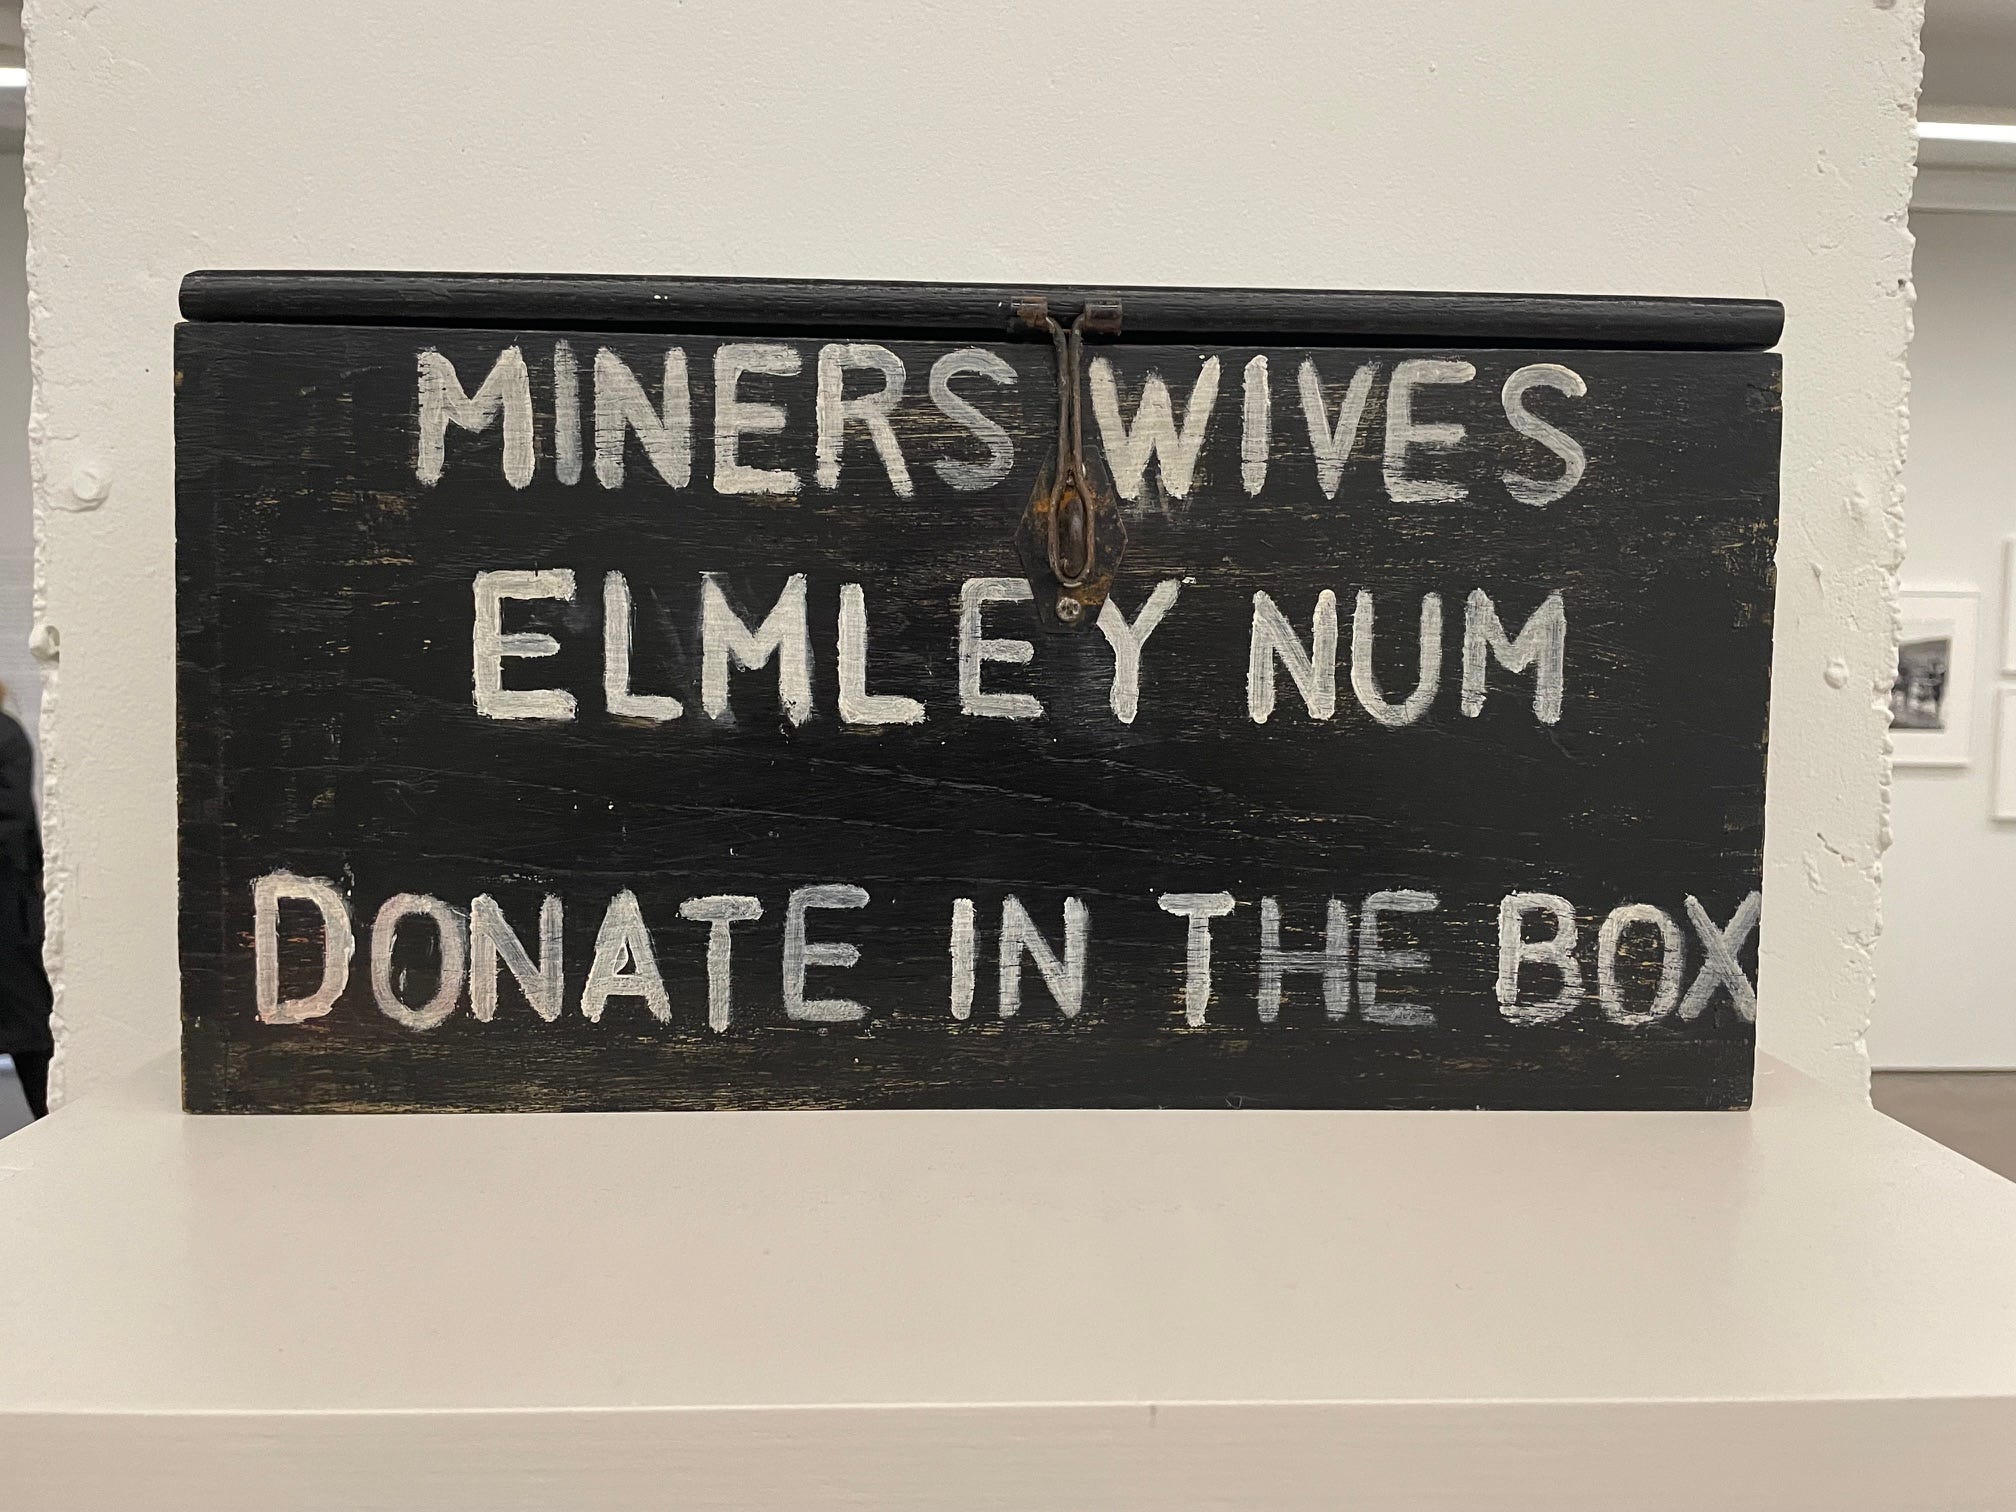 MINERS WIVES
ELMLEY NUM
DONATE IN THE BOX